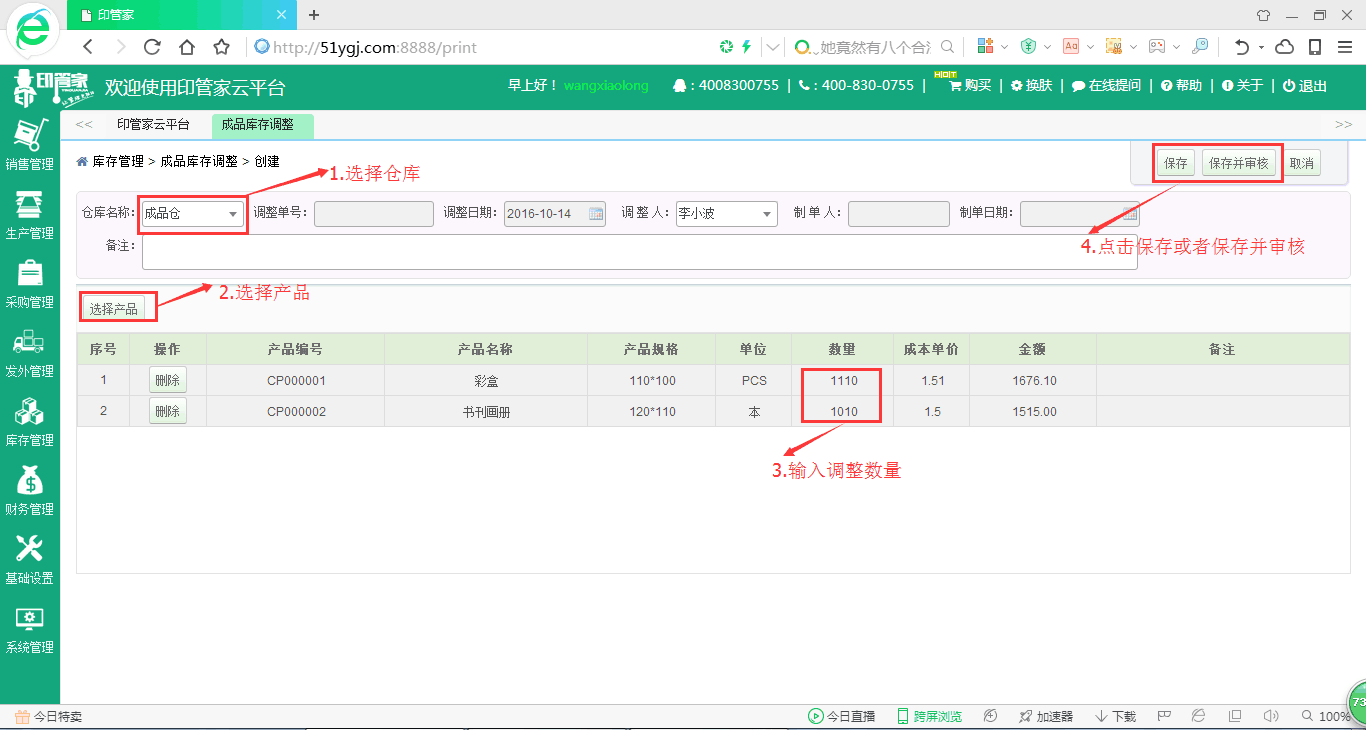 印管家
http://51ygj.com:8888/print
她竟然有八个合
印管家
欢迎使用印管家云平台
早上好！ wangxiaolong
: 4008300755 | : 400-830-0755 | HOT 购买 | 换肤 | 在线提问 | 帮助 | 关于 | 退出
<< 印管家云平台 成品库存调整 >>
销售管理
生产管理
采购管理
发外管理
库存管理
财务管理
基础设置
系统管理
库存管理 > 成品库存调整 > 创建
1.选择仓库
保存 保存并审核 取消
仓库名称: 成品仓 调整单号: 调整日期: 2016-10-14 调 整 人: 李小波 制 单 人: 制单日期:
备注:
4.点击保存或者保存并审核
选择产品
2.选择产品
序号 操作 产品编号 产品名称 产品规格 单位 数量 成本单价 金额 备注
1 删除 CP000001 彩盒 110*100 PCS 1110 1.51 1676.10
2 删除 CP000002 书刊画册 120*110 本 1010 1.5 1515.00
3.输入调整数量
今日特卖 今日直播 跨屏浏览 加速器 下载 100%
73